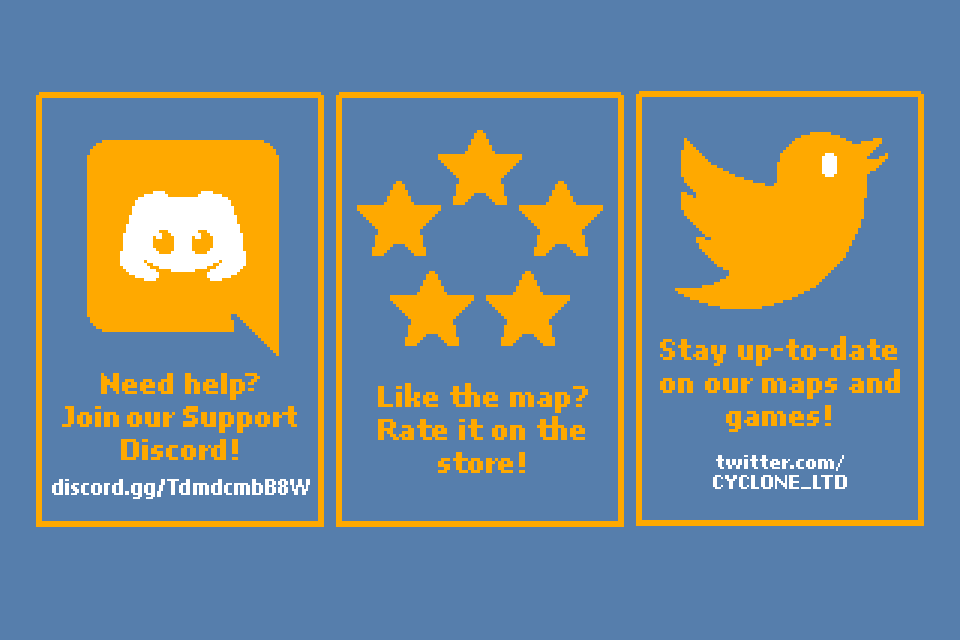 Need help?
Join our Support
Discord!
discord.gg/TdmdcmbB8W
Like the map?
Rate it on the
store!
Stay up-to-date
on our maps and
games!
twitter.com/
CYCLONE_LTD